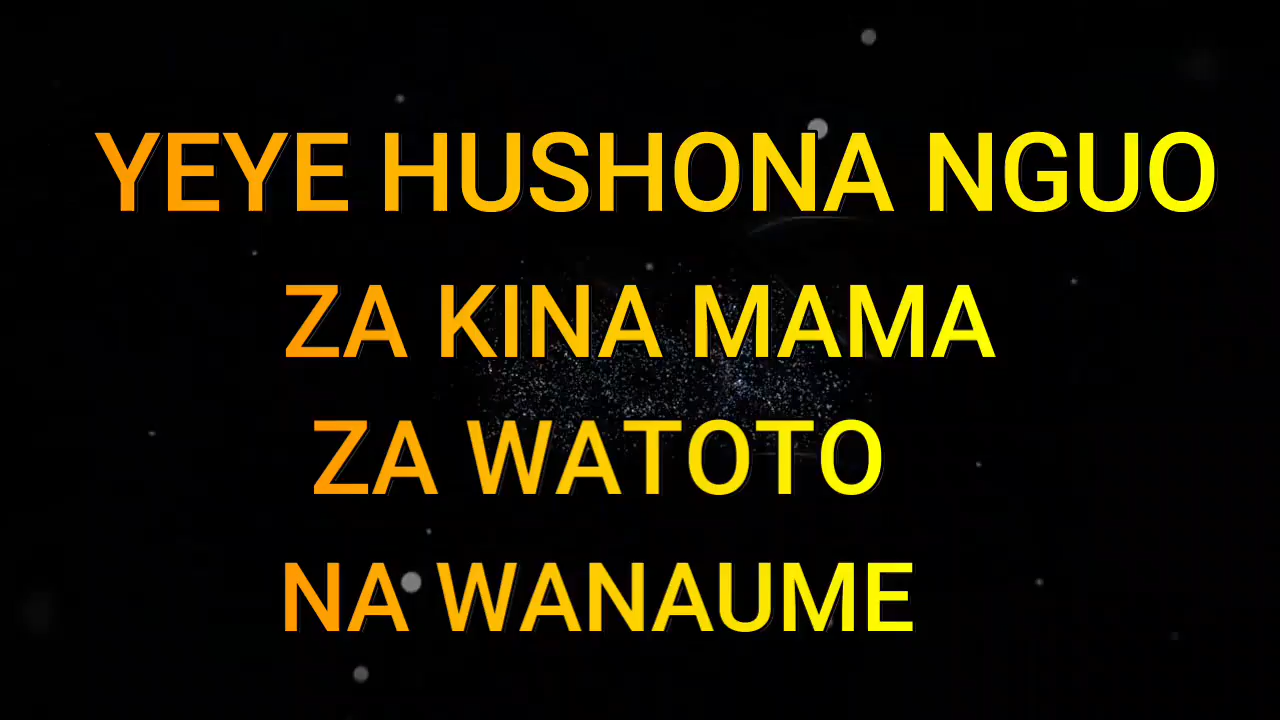 YEYE HUSHONA NGUO
ZA KINA MAMA
ZA WATOTO
NA WANAUME